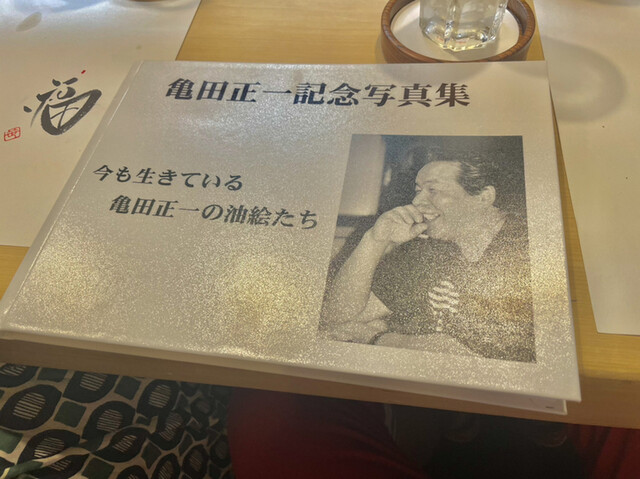 亀田正一記念写真集
今も生きている
亀田正一の油絵たち
福